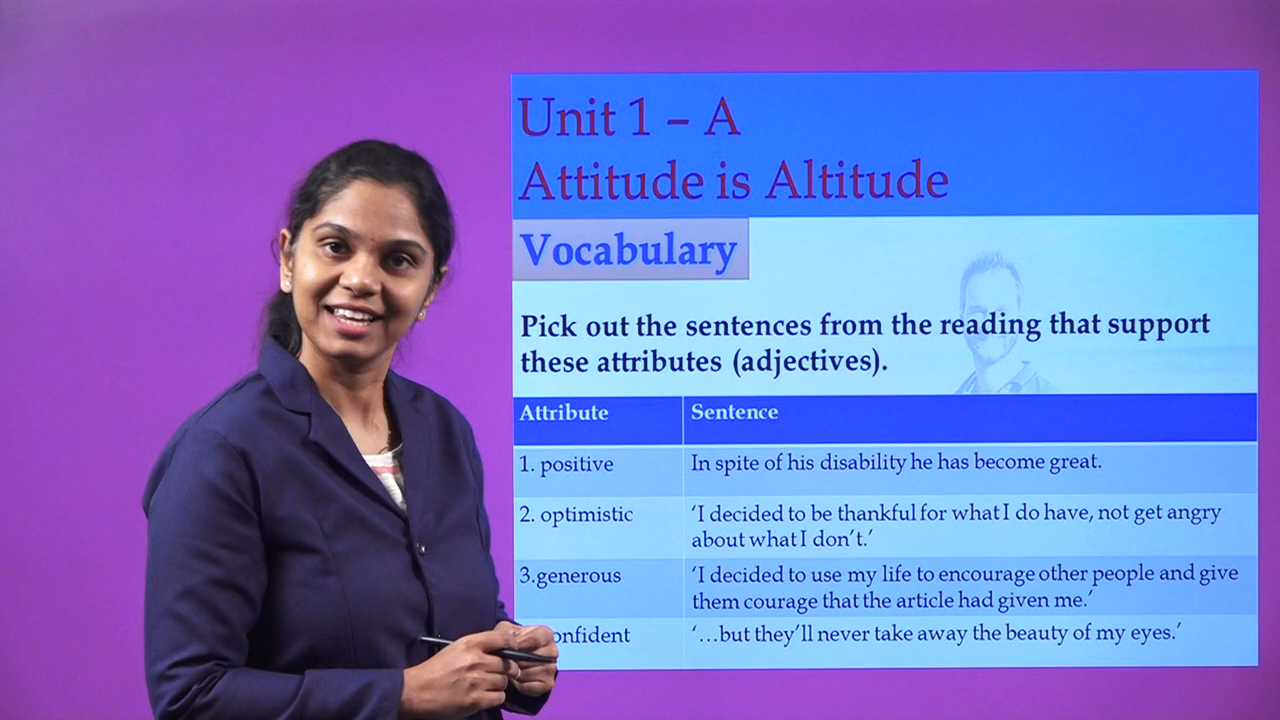 Unit 1 – A
Attitude is Altitude
Vocabulary
Pick out the sentences from the reading that support
these attributes (adjectives).
Attribute Sentence
1. positive In spite of his disability he has become great.
2. optimistic ‘I decided to be thankful for what I do have, not get angry
about what I don’t.’
3.generous ‘I decided to use my life to encourage other people and give
them courage that the article had given me.’
onfident ‘…but they’ll never take away the beauty of my eyes.’